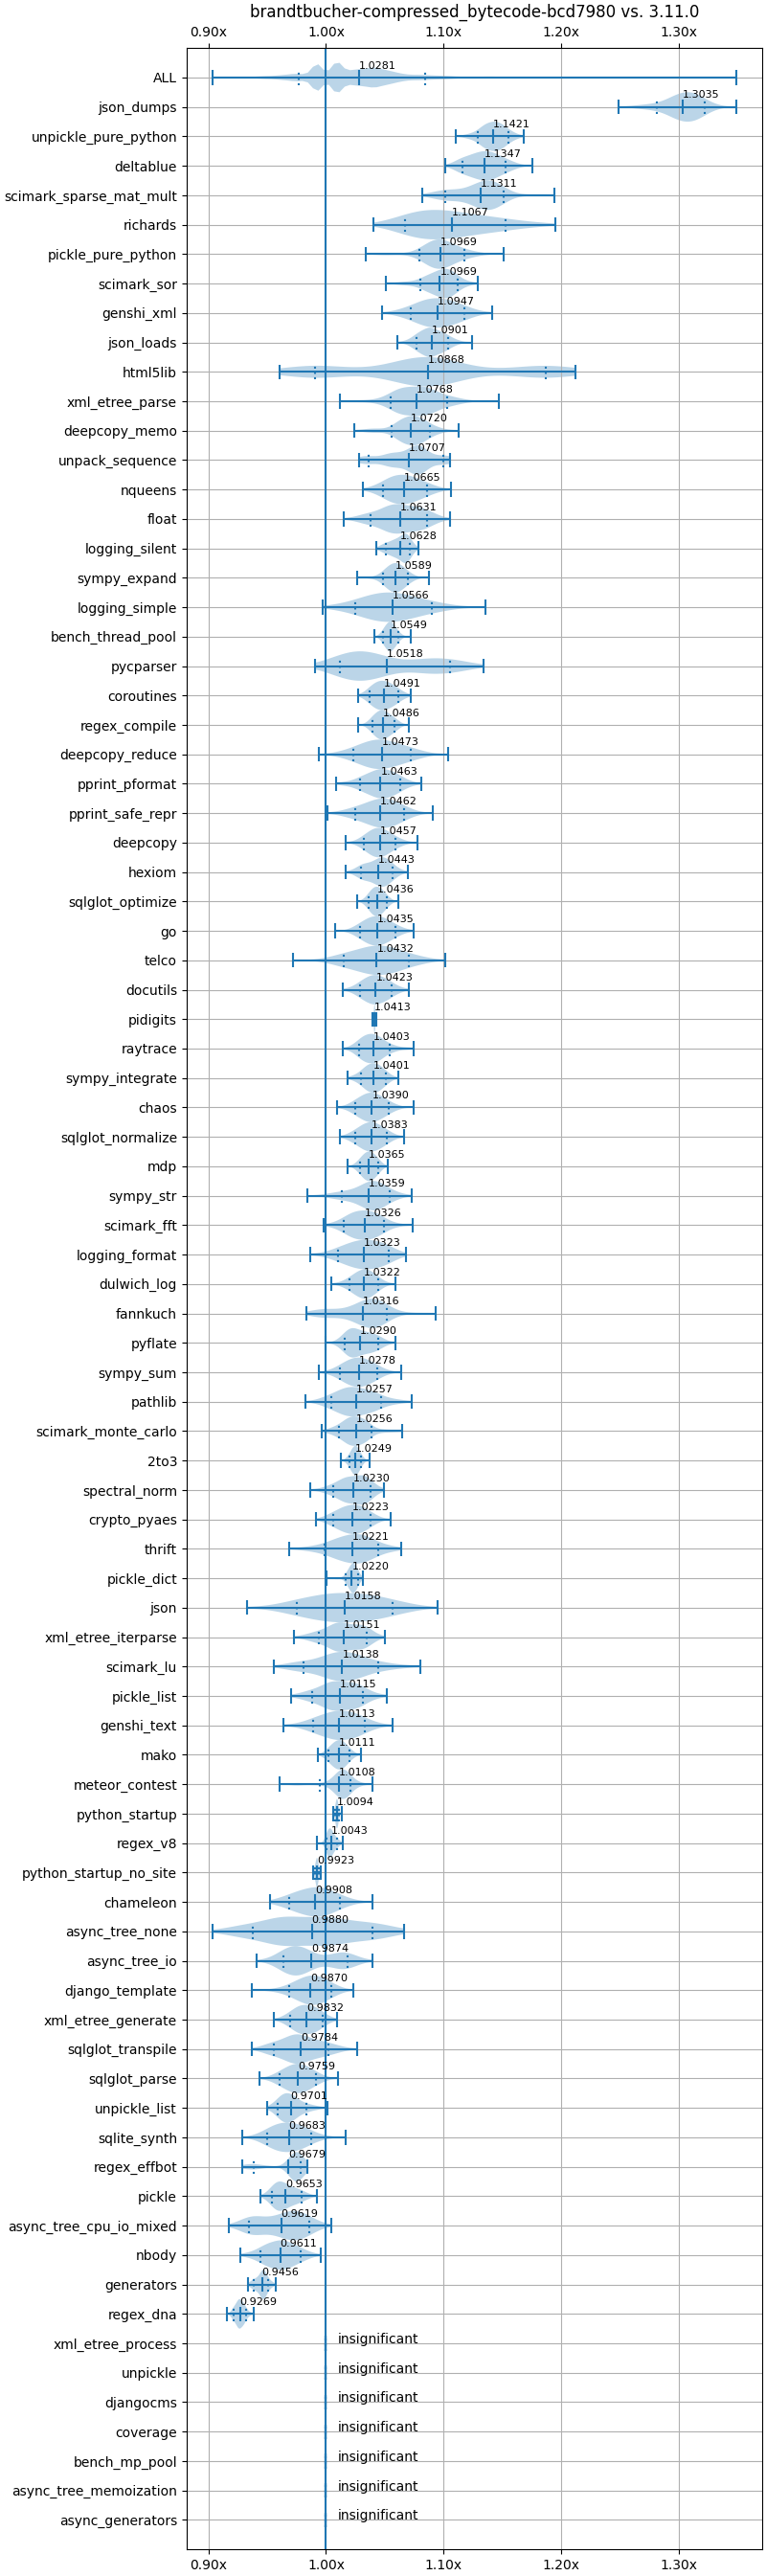 brandtbucher-compressed_bytecode-bcd7980 vs. 3.11.0
0.90x 1.00x 1.10x 1.20x 1.30x
ALL 1.0281
json_dumps 1.3035
unpickle_pure_python 1.1421
deltablue 1.1347
scimark_sparse_mat_mult 1.1311
richards 1.1067
pickle_pure_python 1.0969
scimark_sor 1.0969
genshi_xml 1.0947
json_loads 1.0901
html5lib 1.0868
xml_etree_parse 1.0768
deepcopy_memo 1.0720
unpack_sequence 1.0707
nqueens 1.0665
float 1.0631
logging_silent 1.0628
sympy_expand 1.0589
logging_simple 1.0566
bench_thread_pool 1.0549
pycparser 1.0518
coroutines 1.0491
regex_compile 1.0486
deepcopy_reduce 1.0473
pprint_pformat 1.0463
pprint_safe_repr 1.0462
deepcopy 1.0457
hexiom 1.0443
sqlglot_optimize 1.0436
go 1.0435
telco 1.0432
docutils 1.0423
pidigits 1.0413
raytrace 1.0403
sympy_integrate 1.0401
chaos 1.0390
sqlglot_normalize 1.0383
mdp 1.0365
sympy_str 1.0359
scimark_fft 1.0326
logging_format 1.0323
dulwich_log 1.0322
fannkuch 1.0316
pyflate 1.0290
sympy_sum 1.0278
pathlib 1.0257
scimark_monte_carlo 1.0256
2to3 1.0249
spectral_norm 1.0230
crypto_pyaes 1.0223
thrift 1.0221
pickle_dict 1.0220
json 1.0158
xml_etree_iterparse 1.0151
scimark_lu 1.0138
pickle_list 1.0115
genshi_text 1.0113
mako 1.0111
meteor_contest 1.0108
python_startup 1.0094
regex_v8 1.0043
python_startup_no_site 0.9923
chameleon 0.9908
async_tree_none 0.9880
async_tree_io 0.9874
django_template 0.9870
xml_etree_generate 0.9832
sqlglot_transpile 0.9784
sqlglot_parse 0.9759
unpickle_list 0.9701
sqlite_synth 0.9683
regex_effbot 0.9679
pickle 0.9653
async_tree_cpu_io_mixed 0.9619
nbody 0.9611
generators 0.9456
regex_dna 0.9269
xml_etree_process insignificant
unpickle insignificant
djangocms insignificant
coverage insignificant
bench_mp_pool insignificant
async_tree_memoization insignificant
async_generators insignificant
0.90x 1.00x 1.10x 1.20x 1.30x